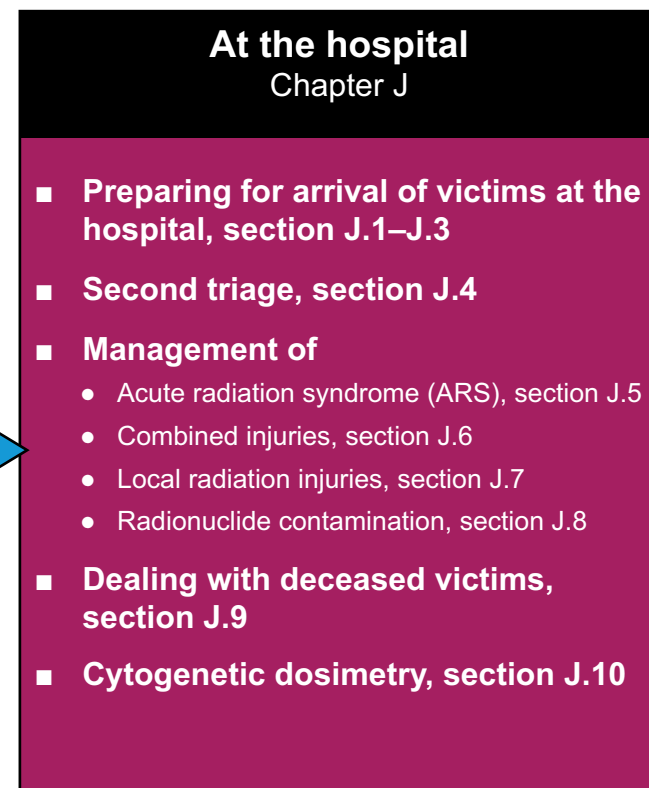 At the hospital
Chapter J
■ Preparing for arrival of victims at the
hospital, section J.1–J.3
■ Second triage, section J.4
■ Management of
● Acute radiation syndrome (ARS), section J.5
● Combined injuries, section J.6
● Local radiation injuries, section J.7
● Radionuclide contamination, section J.8
■ Dealing with deceased victims,
section J.9
■ Cytogenetic dosimetry, section J.10